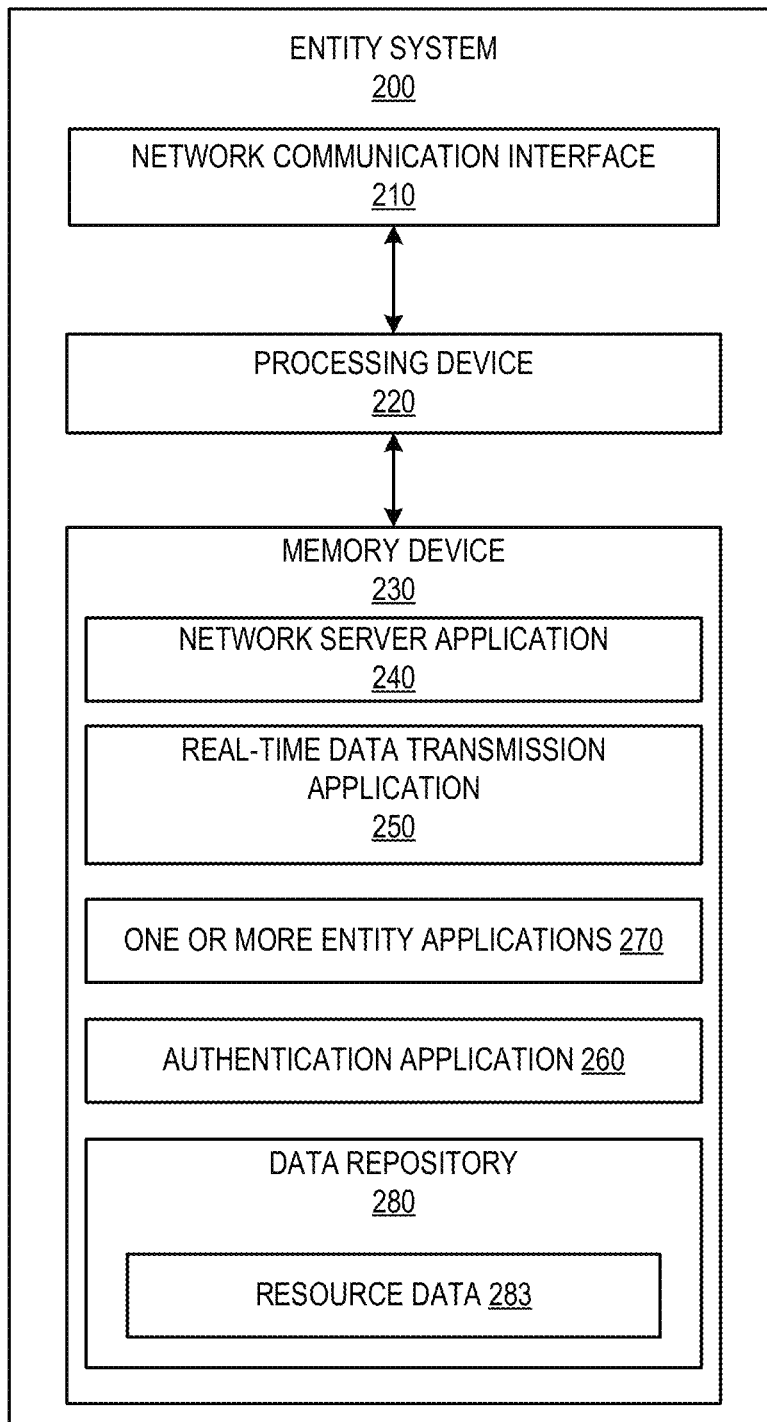 ENTITY SYSTEM
200
NETWORK COMMUNICATION INTERFACE
210
PROCESSING DEVICE
220
MEMORY DEVICE
230
NETWORK SERVER APPLICATION
240
REAL-TIME DATA TRANSMISSION
APPLICATION
250
ONE OR MORE ENTITY APPLICATIONS 270
AUTHENTICATION APPLICATION 260
DATA REPOSITORY
280
RESOURCE DATA 283